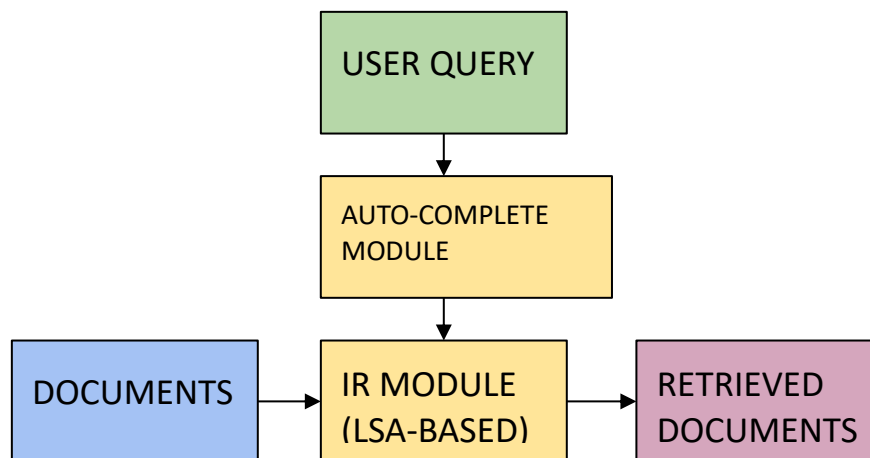 USER QUERY
AUTO-COMPLETE
MODULE
DOCUMENTS
IR MODULE
(LSA-BASED)
RETRIEVED
DOCUMENTS